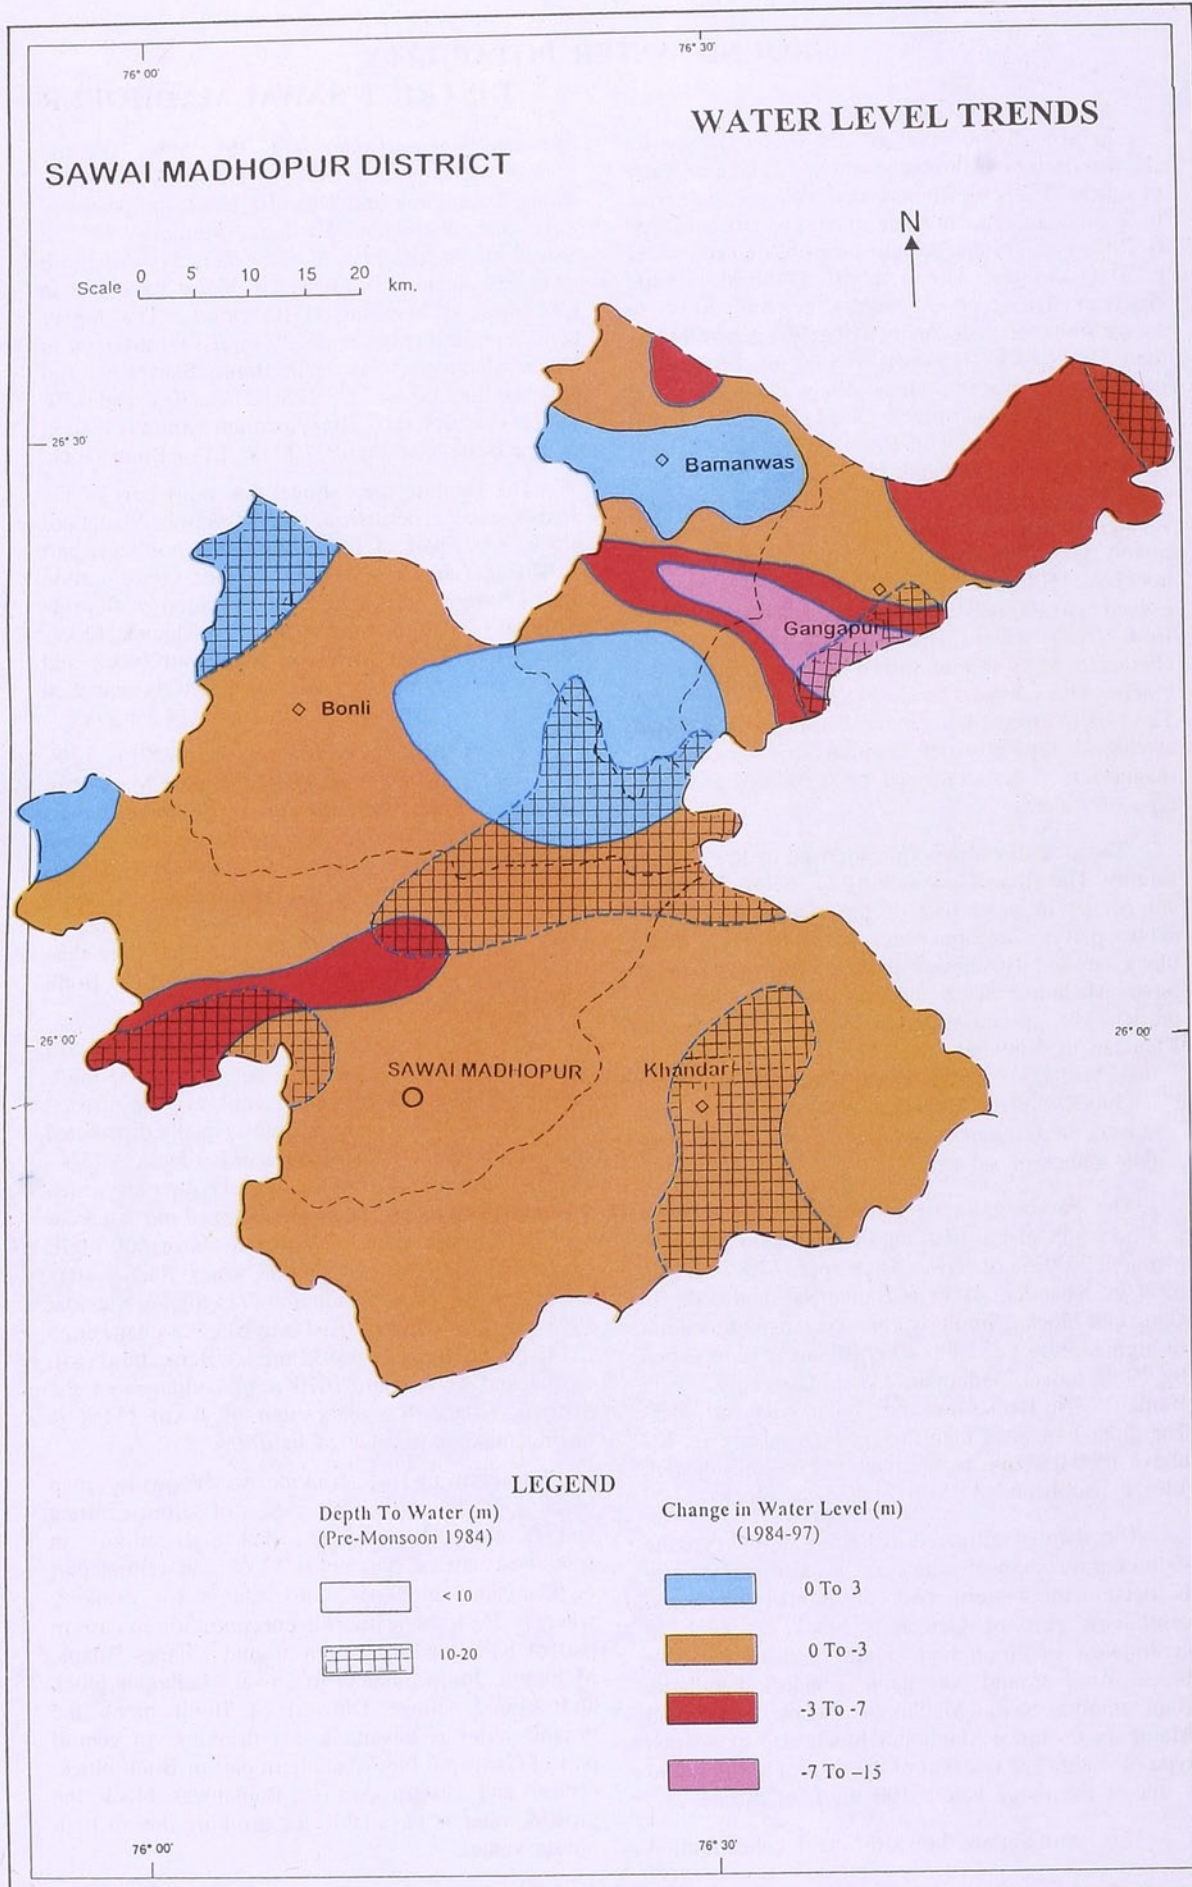 76° 00'
76° 30'
WATER LEVEL TRENDS
SAWAI MADHOPUR DISTRICT
N
Scale 0 5 10 15 20 km.
26° 30'
Bamanwas
Gangapur
Bonli
26° 00'
26° 00'
SAWAI MADHOPUR
Khandar
LEGEND
Depth To Water (m)
(Pre-Monsoon 1984)
< 10
10-20
Change in Water Level (m)
(1984-97)
0 To 3
0 To -3
-3 To -7
-7 To –15
76° 00'
76° 30'